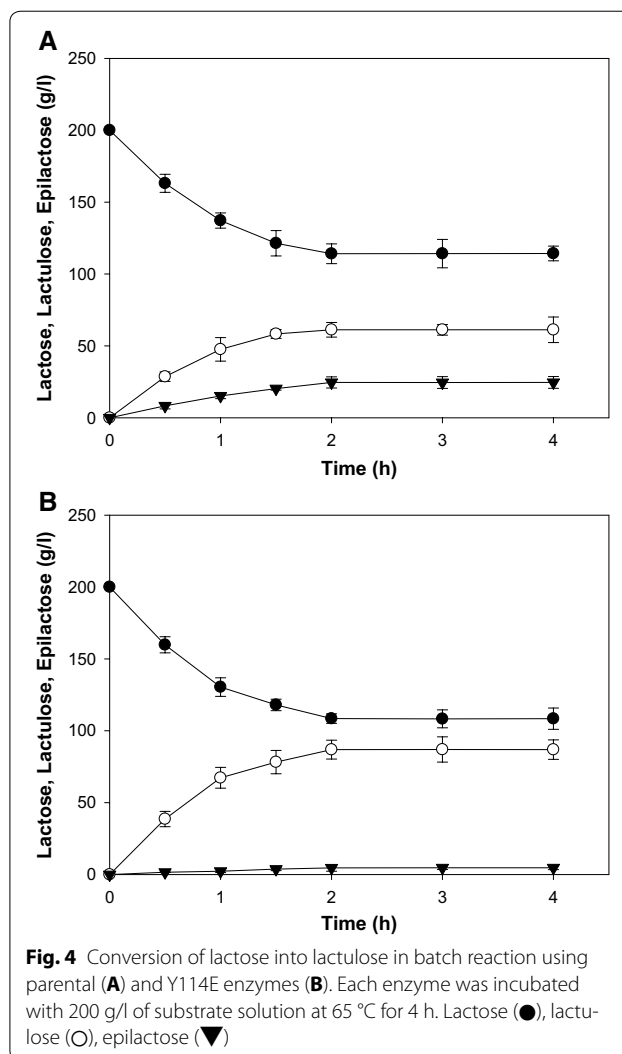 A
250
200
150
100
50
0
Lactose, Lactulose, Epilactose (g/l)
0 1 2 3 4
Time (h)
B
250
200
150
100
50
0
Lactose, Lactulose, Epilactose (g/l)
0 1 2 3 4
Time (h)
Fig. 4 Conversion of lactose into lactulose in batch reaction using
parental (A) and Y114E enzymes (B). Each enzyme was incubated
with 200 g/l of substrate solution at 65 °C for 4 h. Lactose (●), lactu-
lose (○), epilactose (▼)